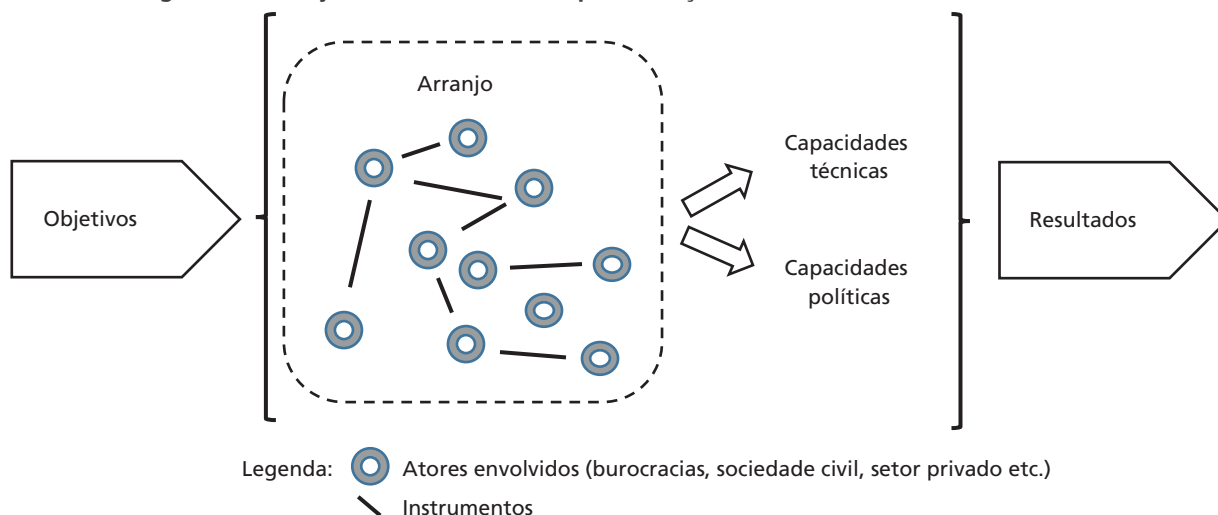 Arranjo
Capacidades
técnicas
Objetivos
Resultados
Capacidades
políticas
Legenda:
Atores envolvidos (burocracias, sociedade civil, setor privado etc.)
Instrumentos